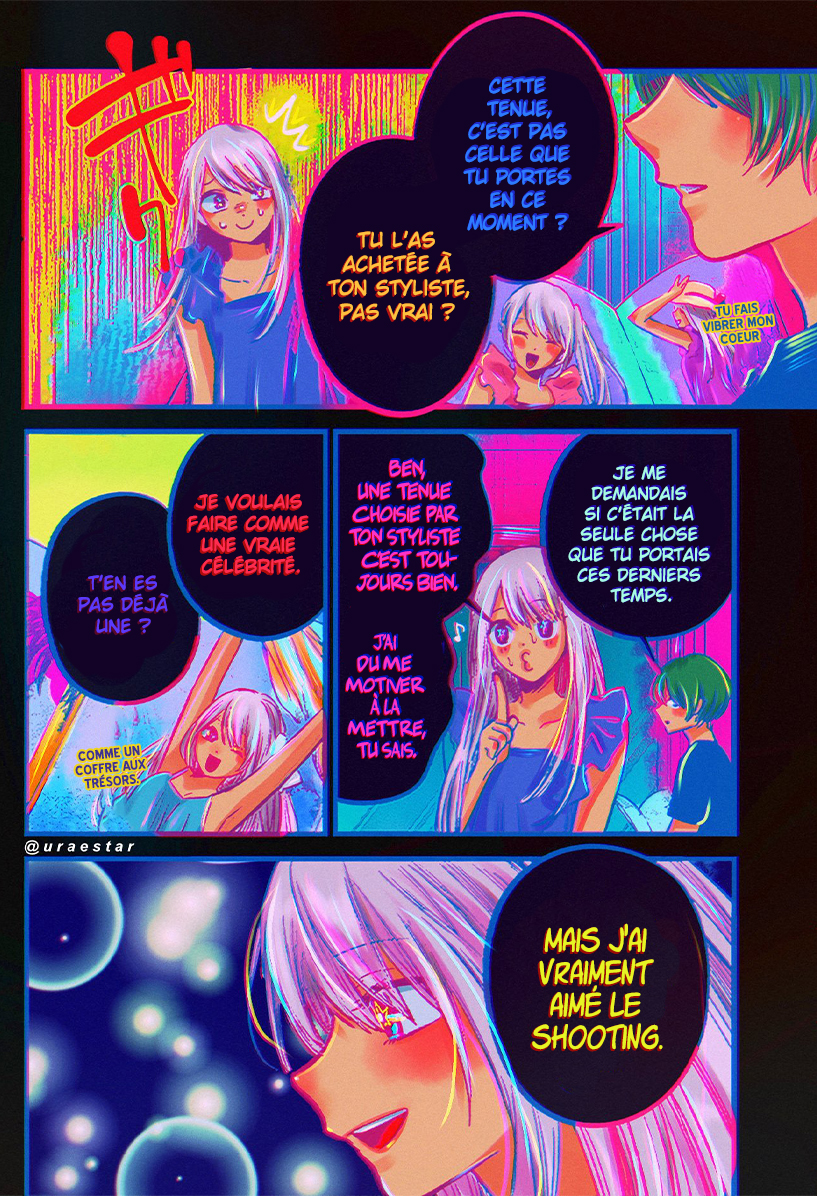 CETTE
TENUE,
C'EST PAS
CELLE QUE
TU PORTES
EN CE
MOMENT ?
TU L'AS
ACHETÉE À
TON STYLISTE,
PAS VRAI ?
TU FAIS
VIBRER MON
COEUR
ギクッ
JE ME
DEMANDAIS
SI C'ÉTAIT LA
SEULE CHOSE
QUE TU PORTAIS
CES DERNIERS
TEMPS.
BEN,
UNE TENUE
CHOISIE PAR
TON STYLISTE
C'EST TOU-
JOURS BIEN.
J'AI
DU ME
MOTIVER
À LA
METTRE,
TU SAIS.
JE VOULAIS
FAIRE COMME
UNE VRAIE
CÉLÉBRITÉ.
T'EN ES
PAS DÉJÀ
UNE ?
COMME UN
COFFRE AUX
TRÉSORS.
@uraestar
MAIS J'AI
VRAIMENT
AIMÉ LE
SHOOTING.